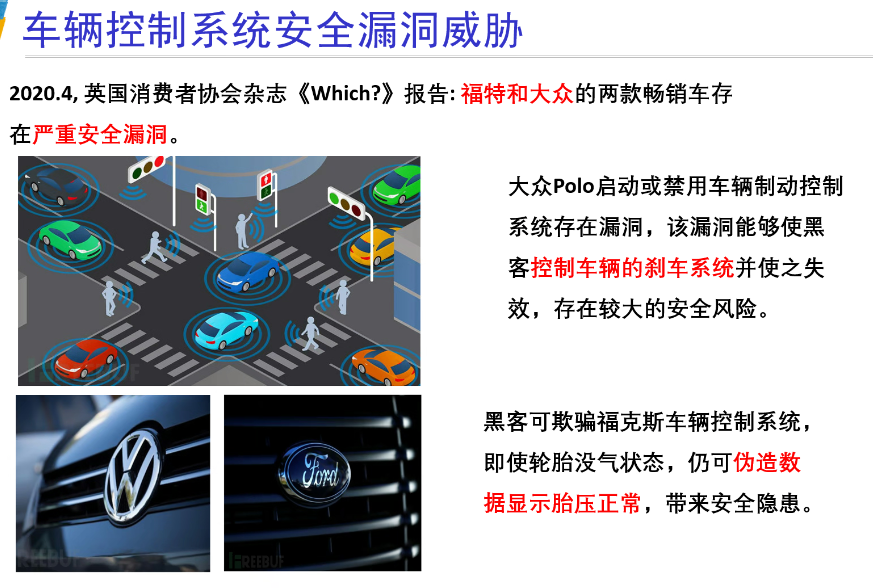 车辆控制系统安全漏洞威胁
2020.4, 英国消费者协会杂志《Which?》报告: 福特和大众的两款畅销车存
在严重安全漏洞。
大众Polo启动或禁用车辆制动控制
系统存在漏洞，该漏洞能够使黑
客控制车辆的刹车系统并使之失
效，存在较大的安全风险。
黑客可欺骗福克斯车辆控制系统，
即使轮胎没气状态，仍可伪造数
据显示胎压正常，带来安全隐患。
Ford
REEBUF